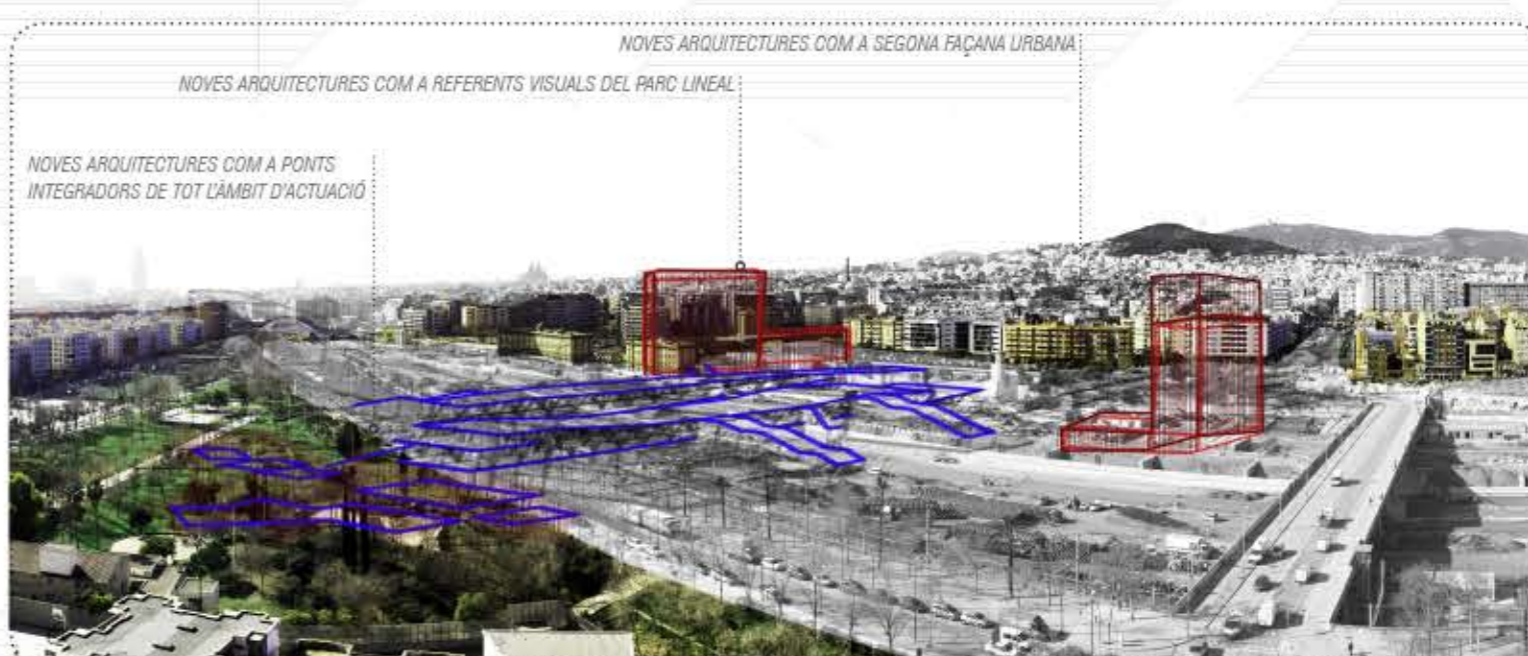 NOVES ARQUITECTURES COM A SEGONA FAÇANA URBANA
NOVES ARQUITECTURES COM A REFERENTS VISUALS DEL PARC LINEAL
NOVES ARQUITECTURES COM A PONTS
INTEGRADORS DE TOT L'ÀMBIT D'ACTUACIÓ